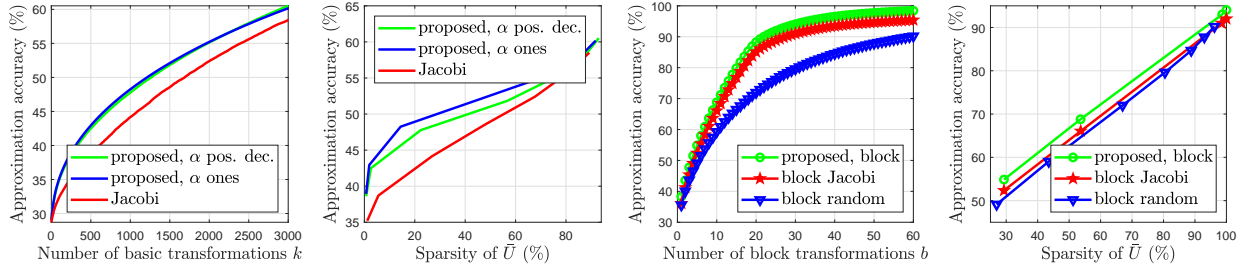 Approximation accuracy (%)
60
55
50
45
40
35
30
proposed, α pos. dec.
proposed, α ones
Jacobi
0 500 1000 1500 2000 2500 3000
Number of basic transformations k
Approximation accuracy (%)
65
60
55
50
45
40
35
proposed, α pos. dec.
proposed, α ones
Jacobi
0 20 40 60 80
Sparsity of Ū (%)
Approximation accuracy (%)
100
90
80
70
60
50
40
30
proposed, block
block Jacobi
block random
0 10 20 30 40 50 60
Number of block transformations b
Approximation accuracy (%)
90
80
70
60
50
proposed, block
block Jacobi
block random
30 40 50 60 70 80 90 100
Sparsity of Ū (%)